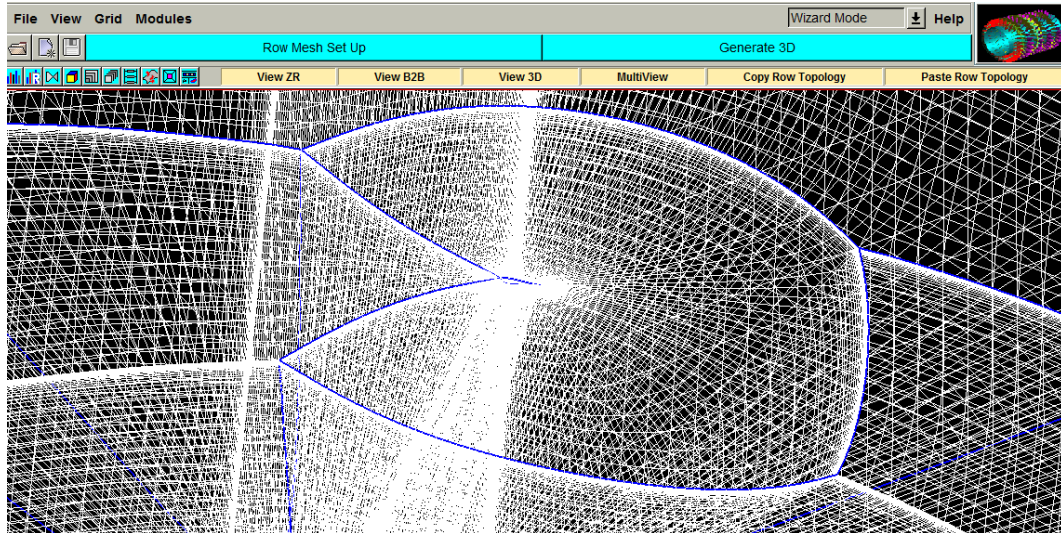 File View Grid Modules Wizard Mode Help
Row Mesh Set Up Generate 3D
View ZR View B2B View 3D MultiView Copy Row Topology Paste Row Topology